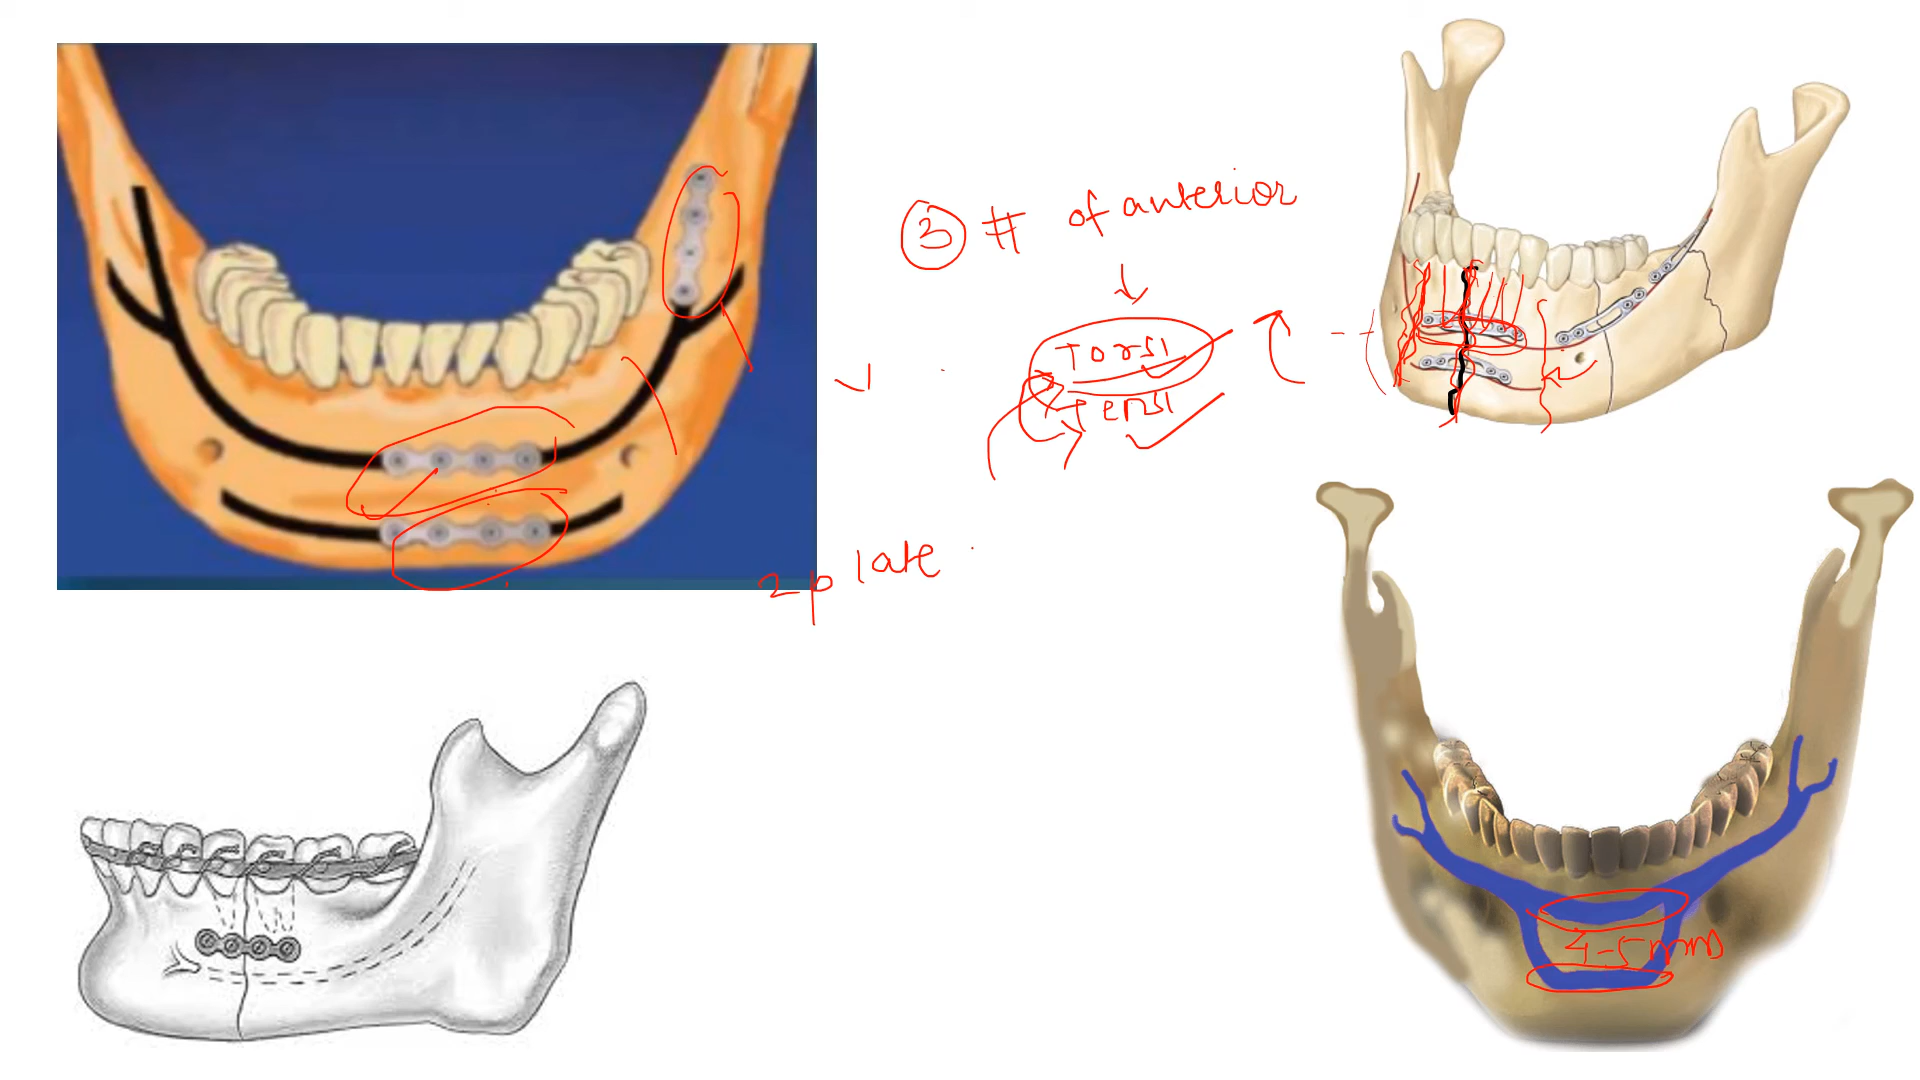 3 # of anterior
Torsi
Tensi
2 plate
4-5mm